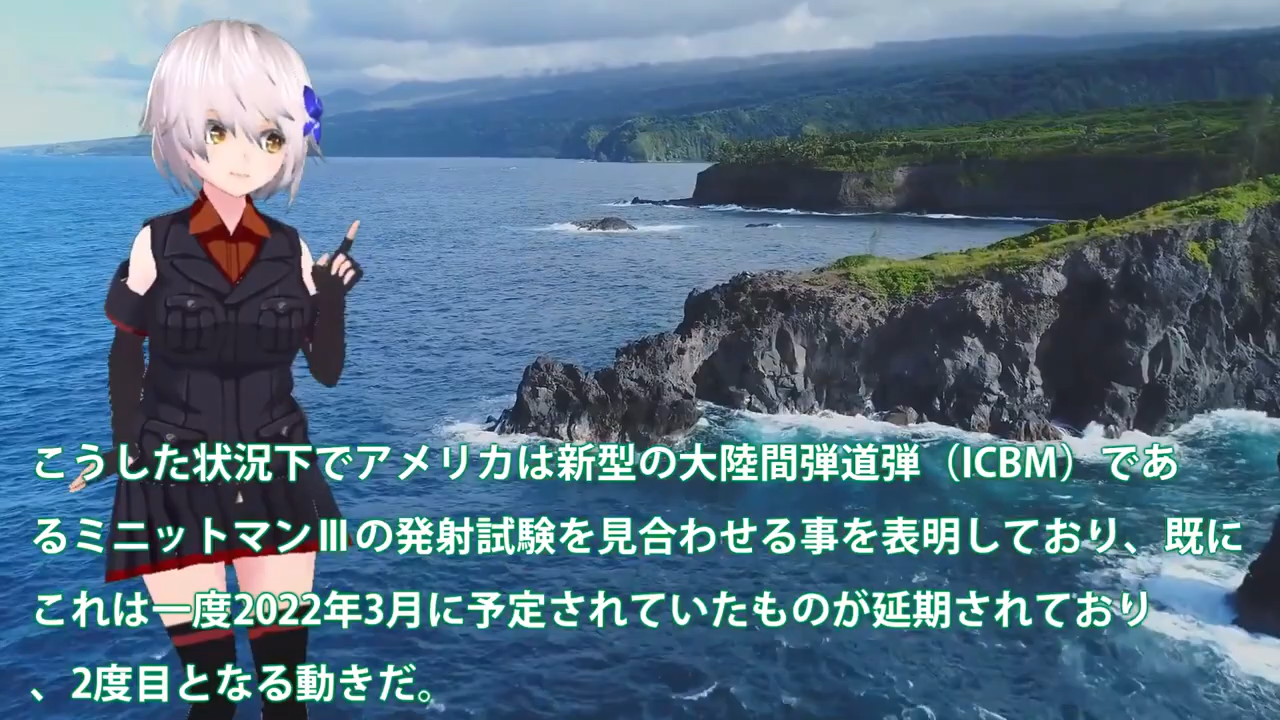 こうした状況下でアメリカは新型の大陸間弾道弾（ICBM）であ
るミニットマンⅢの発射試験を見合わせる事を表明しており、既に
これは一度2022年3月に予定されていたものが延期されており
、2度目となる動きだ。